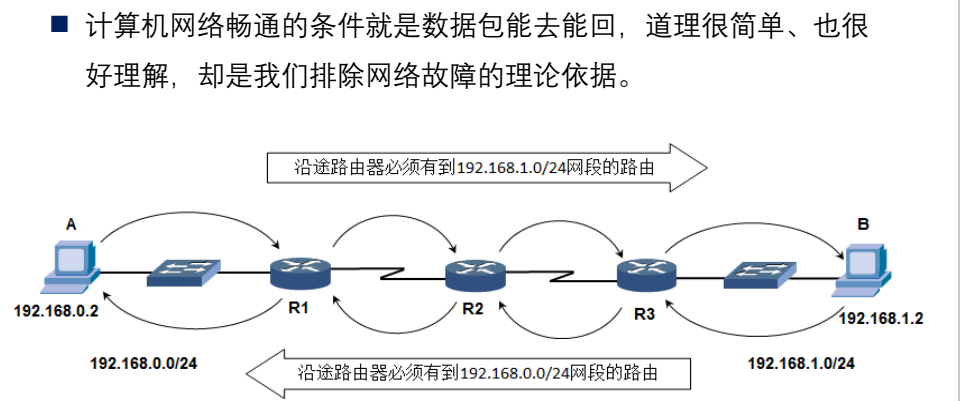 计算机网络畅通的条件就是数据包能去能回，道理很简单、也很
好理解，却是我们排除网络故障的理论依据。
沿途路由器必须有到192.168.1.0/24网段的路由
A
B
R1
R2
R3
192.168.0.2
192.168.1.2
192.168.0.0/24
192.168.1.0/24
沿途路由器必须有到192.168.0.0/24网段的路由